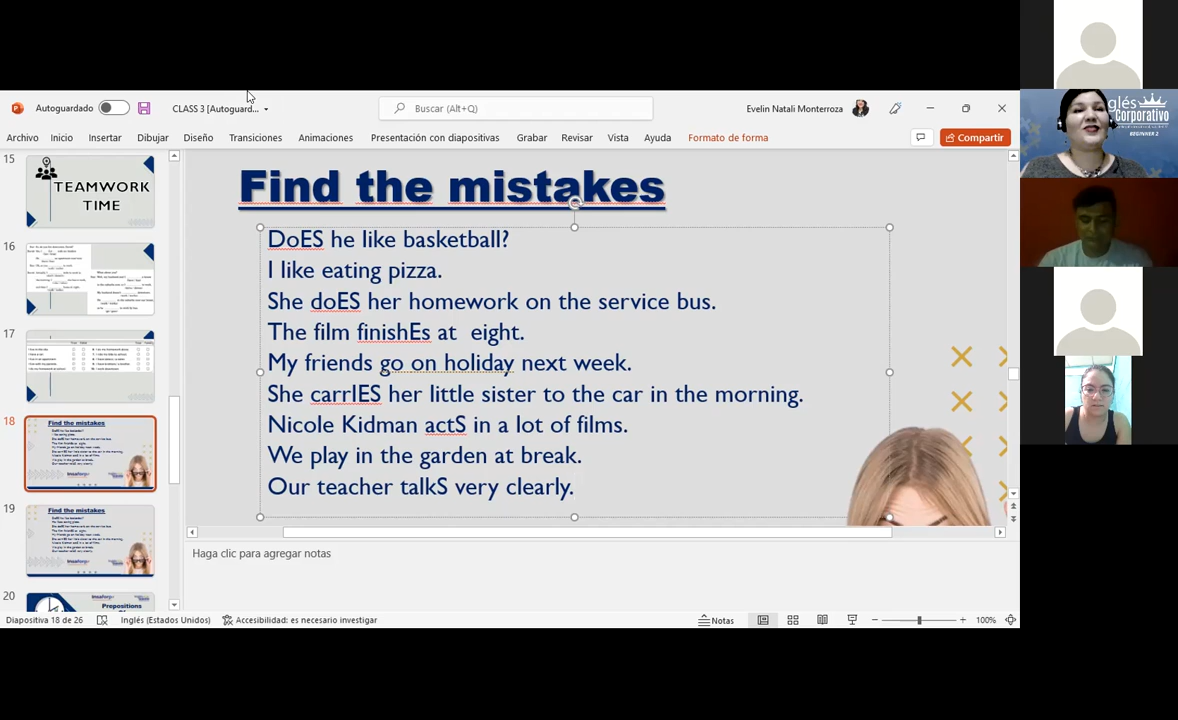 Autoguardado
CLASS 3 [Autoguard...
Buscar (Alt+Q)
Evelin Natali Monterroza
Archivo Inicio Insertar Dibujar Diseño Transiciones Animaciones Presentación con diapositivas Grabar Revisar Vista Ayuda Formato de forma
Compartir
15
TEAMWORK
TIME
16
17
18
Find the mistakes
19
Find the mistakes
20
Prepositions
Find the mistakes
DoES he like basketball?
I like eating pizza.
She doES her homework on the service bus.
The film finishEs at eight.
My friends go on holiday next week.
She carrIES her little sister to the car in the morning.
Nicole Kidman actS in a lot of films.
We play in the garden at break.
Our teacher talkS very clearly.
Haga clic para agregar notas
Diapositiva 18 de 26
Inglés (Estados Unidos)
Accesibilidad: es necesario investigar
Notas
100%
glés
Corporativo
BEGINNER 2